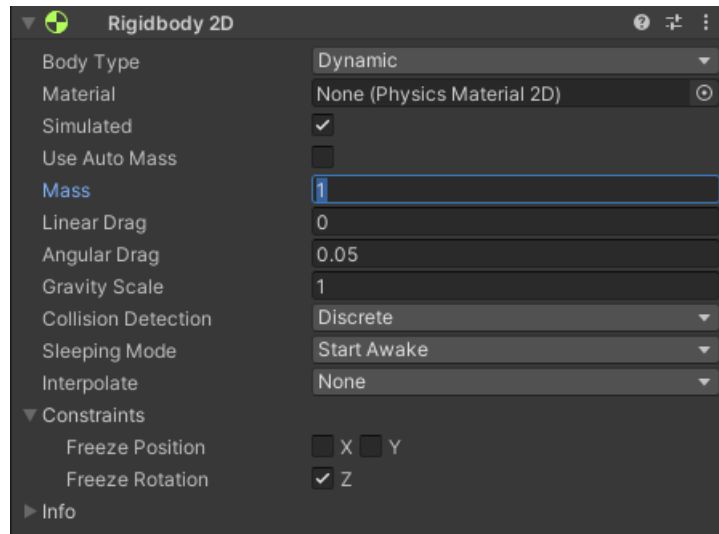 Rigidbody 2D
Body Type Dynamic
Material None (Physics Material 2D)
Simulated
Use Auto Mass
Mass 1
Linear Drag 0
Angular Drag 0.05
Gravity Scale 1
Collision Detection Discrete
Sleeping Mode Start Awake
Interpolate None
Constraints
Freeze Position X Y
Freeze Rotation Z
Info